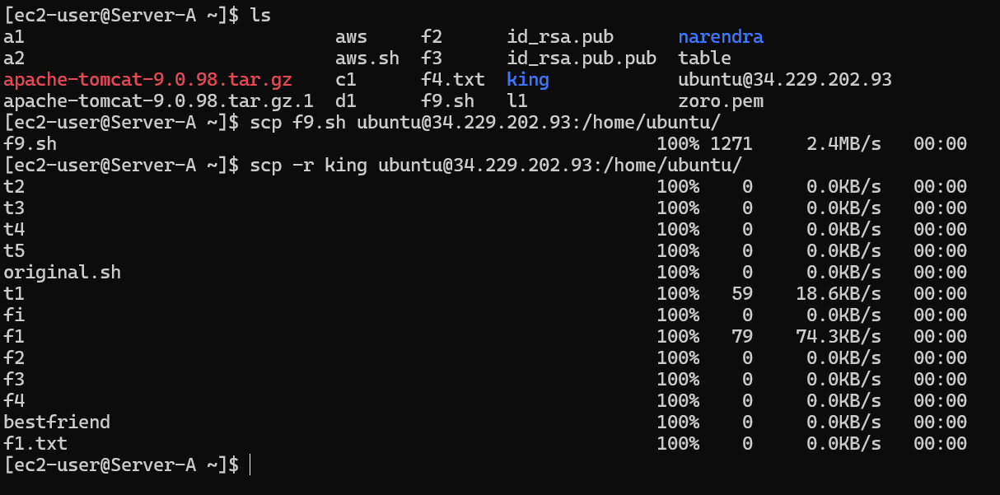 [ec2-user@Server-A ~]$ ls
a1                             aws     f2      id_rsa.pub      narendra
a2                             aws.sh  f3      id_rsa.pub.pub  table
apache-tomcat-9.0.98.tar.gz    c1      f4.txt  king            ubuntu@34.229.202.93
apache-tomcat-9.0.98.tar.gz.1  d1      f9.sh   l1              zoro.pem
[ec2-user@Server-A ~]$ scp f9.sh ubuntu@34.229.202.93:/home/ubuntu/
f9.sh                                                        100% 1271     2.4MB/s   00:00
[ec2-user@Server-A ~]$ scp -r king ubuntu@34.229.202.93:/home/ubuntu/
t2                                                           100%    0     0.0KB/s   00:00
t3                                                           100%    0     0.0KB/s   00:00
t4                                                           100%    0     0.0KB/s   00:00
t5                                                           100%    0     0.0KB/s   00:00
original.sh                                                  100%    0     0.0KB/s   00:00
t1                                                           100%   59    18.6KB/s   00:00
fi                                                           100%    0     0.0KB/s   00:00
f1                                                           100%   79    74.3KB/s   00:00
f2                                                           100%    0     0.0KB/s   00:00
f3                                                           100%    0     0.0KB/s   00:00
f4                                                           100%    0     0.0KB/s   00:00
bestfriend                                                   100%    0     0.0KB/s   00:00
f1.txt                                                       100%    0     0.0KB/s   00:00
[ec2-user@Server-A ~]$